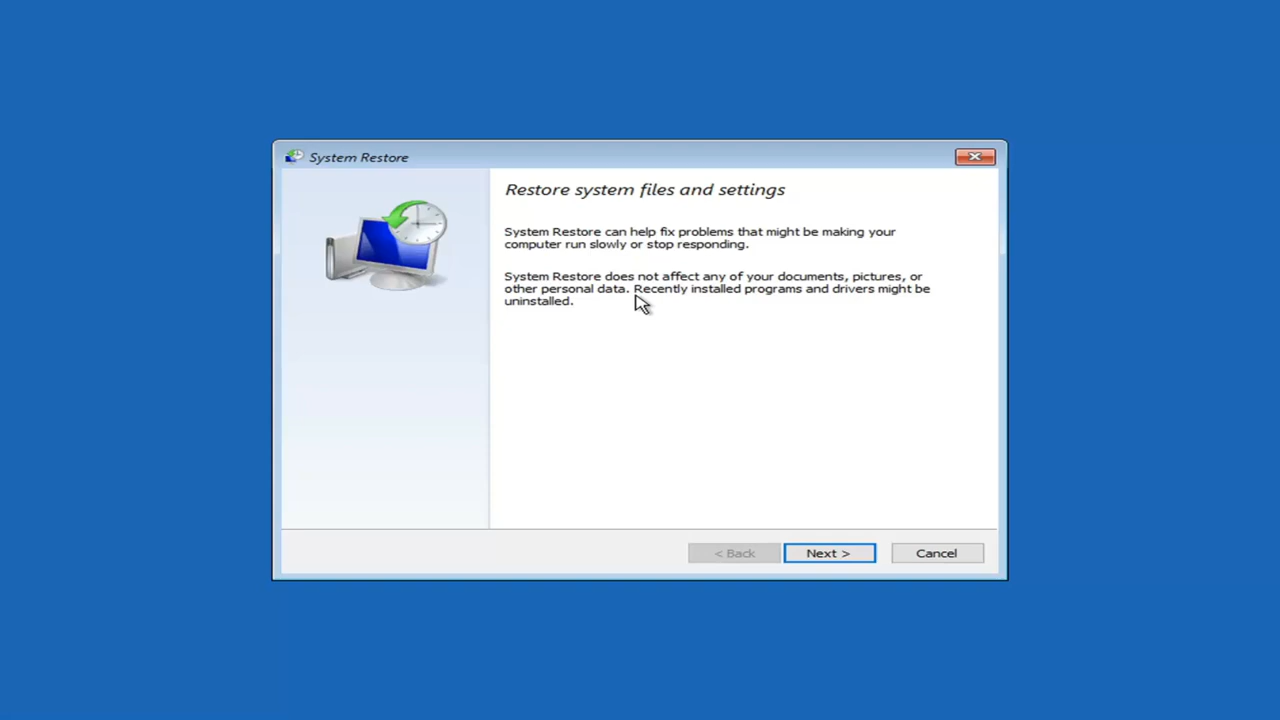 System Restore
Restore system files and settings
System Restore can help fix problems that might be making your
computer run slowly or stop responding.
System Restore does not affect any of your documents, pictures, or
other personal data. Recently installed programs and drivers might be
uninstalled.
< Back
Next >
Cancel